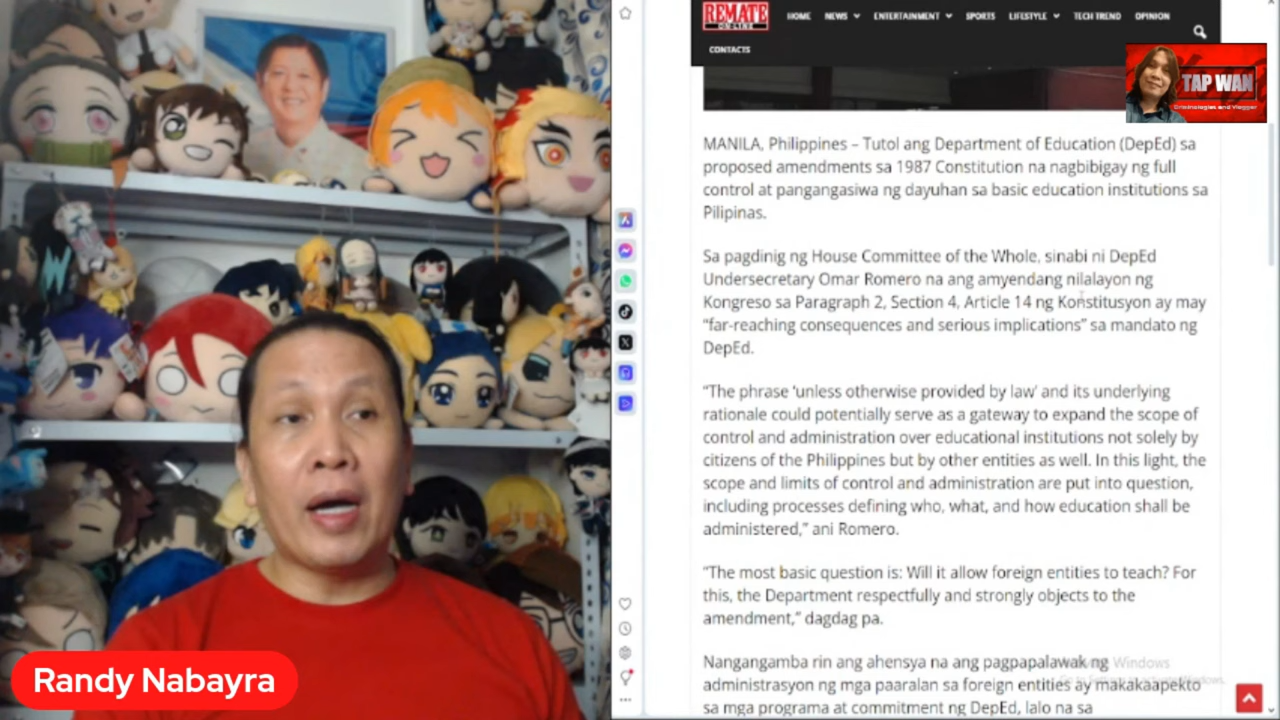 REMATE
ON-LINE
HOME NEWS ENTERTAINMENT SPORTS LIFESTYLE TECH TREND OPINION
CONTACTS
TAP WAN
Criminologist and Vlogger
MANILA, Philippines – Tutol ang Department of Education (DepEd) sa
proposed amendments sa 1987 Constitution na nagbibigay ng full
control at pangangasiwa ng dayuhan sa basic education institutions sa
Pilipinas.
Sa pagdinig ng House Committee of the Whole, sinabi ni DepEd
Undersecretary Omar Romero na ang amyendang nilalayon ng
Kongreso sa Paragraph 2, Section 4, Article 14 ng Konstitusyon ay may
“far-reaching consequences and serious implications” sa mandato ng
DepEd.
“The phrase ‘unless otherwise provided by law’ and its underlying
rationale could potentially serve as a gateway to expand the scope of
control and administration over educational institutions not solely by
citizens of the Philippines but by other entities as well. In this light, the
scope and limits of control and administration are put into question,
including processes defining who, what, and how education shall be
administered,” ani Romero.
“The most basic question is: Will it allow foreign entities to teach? For
this, the Department respectfully and strongly objects to the
amendment,” dagdag pa.
Nangangamba rin ang ahensya na ang pagpapalawak ng
administrasyon ng mga paaralan sa foreign entities ay makakaapekto
sa mga programa at commitment ng DepEd, lalo na sa
Randy Nabayra